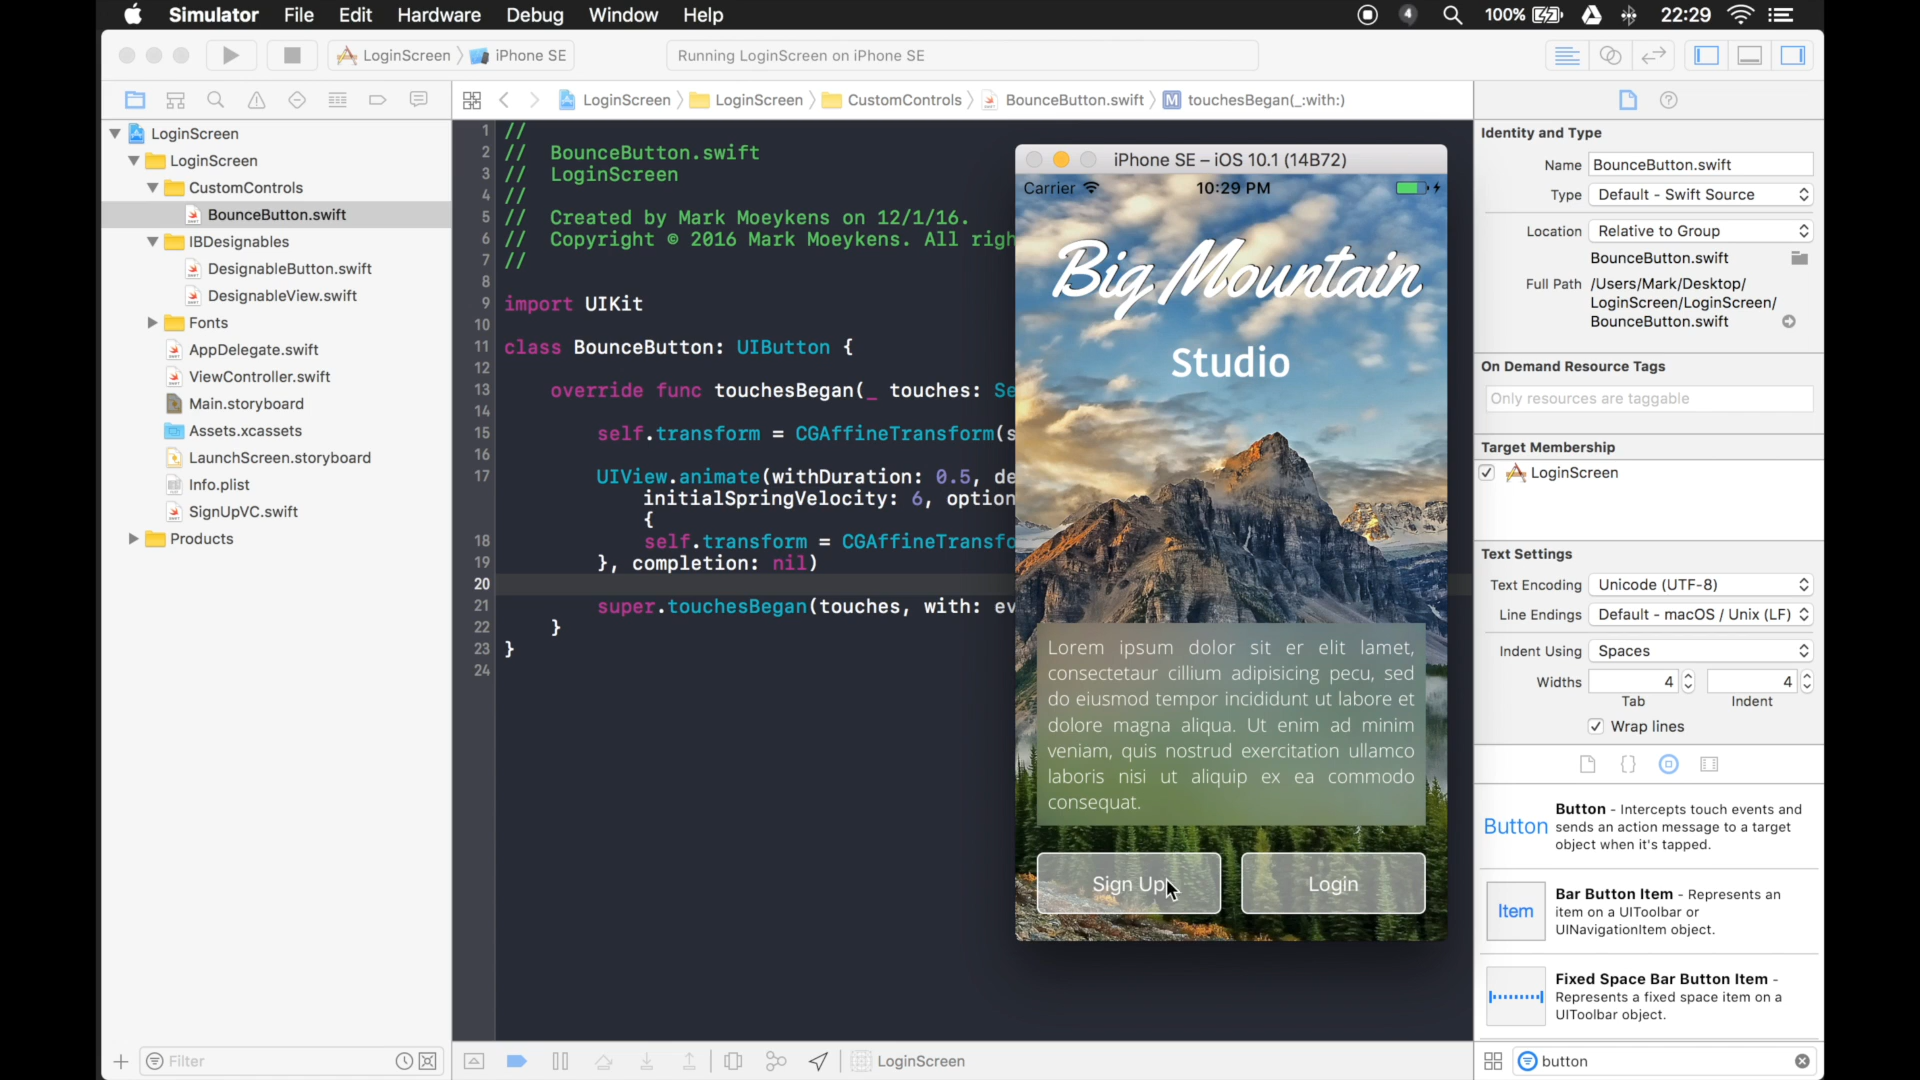 Simulator File Edit Hardware Debug Window Help 4 100% 22:29
LoginScreen iPhone SE Running LoginScreen on iPhone SE
LoginScreen LoginScreen CustomControls BounceButton.swift M touchesBegan(_:with:)
LoginScreen
LoginScreen
CustomControls
BounceButton.swift
IBDesignables
DesignableButton.swift
DesignableView.swift
Fonts
AppDelegate.swift
ViewController.swift
Main.storyboard
Assets.xcassets
LaunchScreen.storyboard
Info.plist
SignUpVC.swift
Products
Filter
1 //
2 // BounceButton.swift
3 // LoginScreen
4 //
5 // Created by Mark Moeykens on 12/1/16.
6 // Copyright © 2016 Mark Moeykens. All righ
7 //
8
9 import UIKit
10
11 class BounceButton: UIButton {
12
13 override func touchesBegan(_ touches: Se
14
15 self.transform = CGAffineTransform(s
16
17 UIView.animate(withDuration: 0.5, de
initialSpringVelocity: 6, option
{
18 self.transform = CGAffineTransfo
19 }, completion: nil)
20
21 super.touchesBegan(touches, with: ev
22 }
23 }
24
LoginScreen
iPhone SE – iOS 10.1 (14B72)
Carrier 10:29 PM
Big Mountain
Studio
Lorem ipsum dolor sit er elit lamet,
consectetaur cillium adipisicing pecu, sed
do eiusmod tempor incididunt ut labore et
dolore magna aliqua. Ut enim ad minim
veniam, quis nostrud exercitation ullamco
laboris nisi ut aliquip ex ea commodo
consequat.
Sign Up Login
Identity and Type
Name BounceButton.swift
Type Default - Swift Source
Location Relative to Group
BounceButton.swift
Full Path /Users/Mark/Desktop/
LoginScreen/LoginScreen/
BounceButton.swift
On Demand Resource Tags
Only resources are taggable
Target Membership
LoginScreen
Text Settings
Text Encoding Unicode (UTF-8)
Line Endings Default - macOS / Unix (LF)
Indent Using Spaces
Widths 4 4
Tab Indent
Wrap lines
{}
Button
Button - Intercepts touch events and
sends an action message to a target
object when it's tapped.
Item
Bar Button Item - Represents an
item on a UIToolbar or
UINavigationItem object.
Fixed Space Bar Button Item -
Represents a fixed space item on a
UIToolbar object.
button